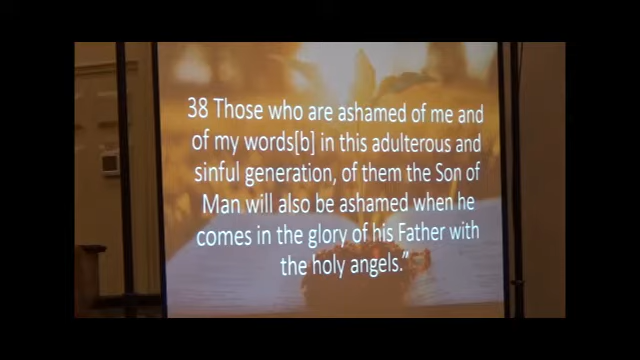 38 Those who are ashamed of me and
of my words[b] in this adulterous and
sinful generation, of them the Son of
Man will also be ashamed when he
comes in the glory of his Father with
the holy angels.”